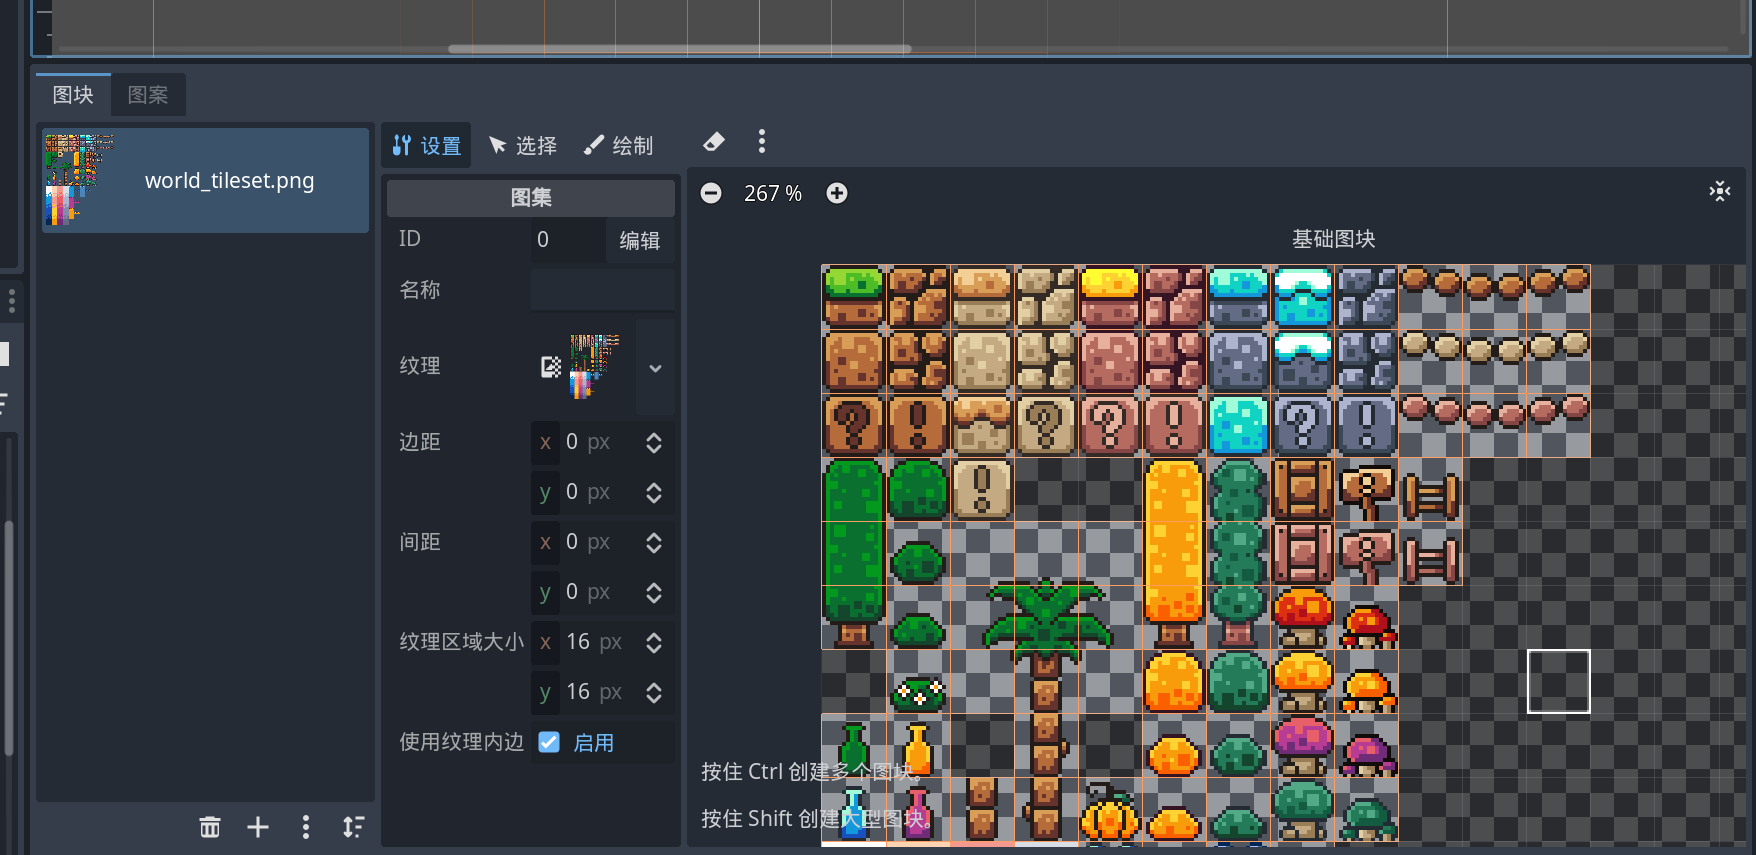 图块 图案
world_tileset.png
设置 选择 绘制
图集
ID 0 编辑
名称
纹理
边距 x 0 px
y 0 px
间距 x 0 px
y 0 px
纹理区域大小 x 16 px
y 16 px
使用纹理内边 启用
267 %
基础图块
按住 Ctrl 创建多个图块。
按住 Shift 创建大型图块。